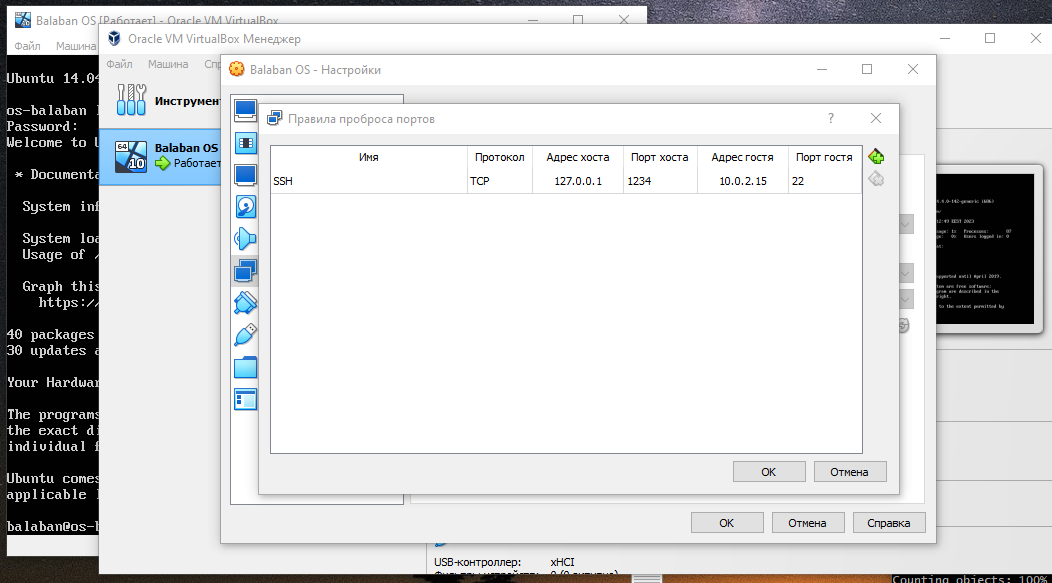 Balaban OS [Работает] - Oracle VM VirtualBox
Файл Машина
Oracle VM VirtualBox Менеджер
Файл Машина
Инструмен
64
10
Balaban OS
Работает
Balaban OS - Настройки
Правила проброса портов
?
Имя Протокол Адрес хоста Порт хоста Адрес гостя Порт гостя
SSH TCP 127.0.0.1 1234 10.0.2.15 22
OK Отмена
OK Отмена Справка
USB-контроллер: xHCI
Ubuntu 14.04
os-balaban
Password:
Welcome to
* Documenta
System inf
System loa
Usage of /
Graph this
https:/
40 packages
30 updates a
Your Hardwar
The programs
the exact di
individual f
Ubuntu comes
applicable
balaban@os-b
Counting objects: 100%